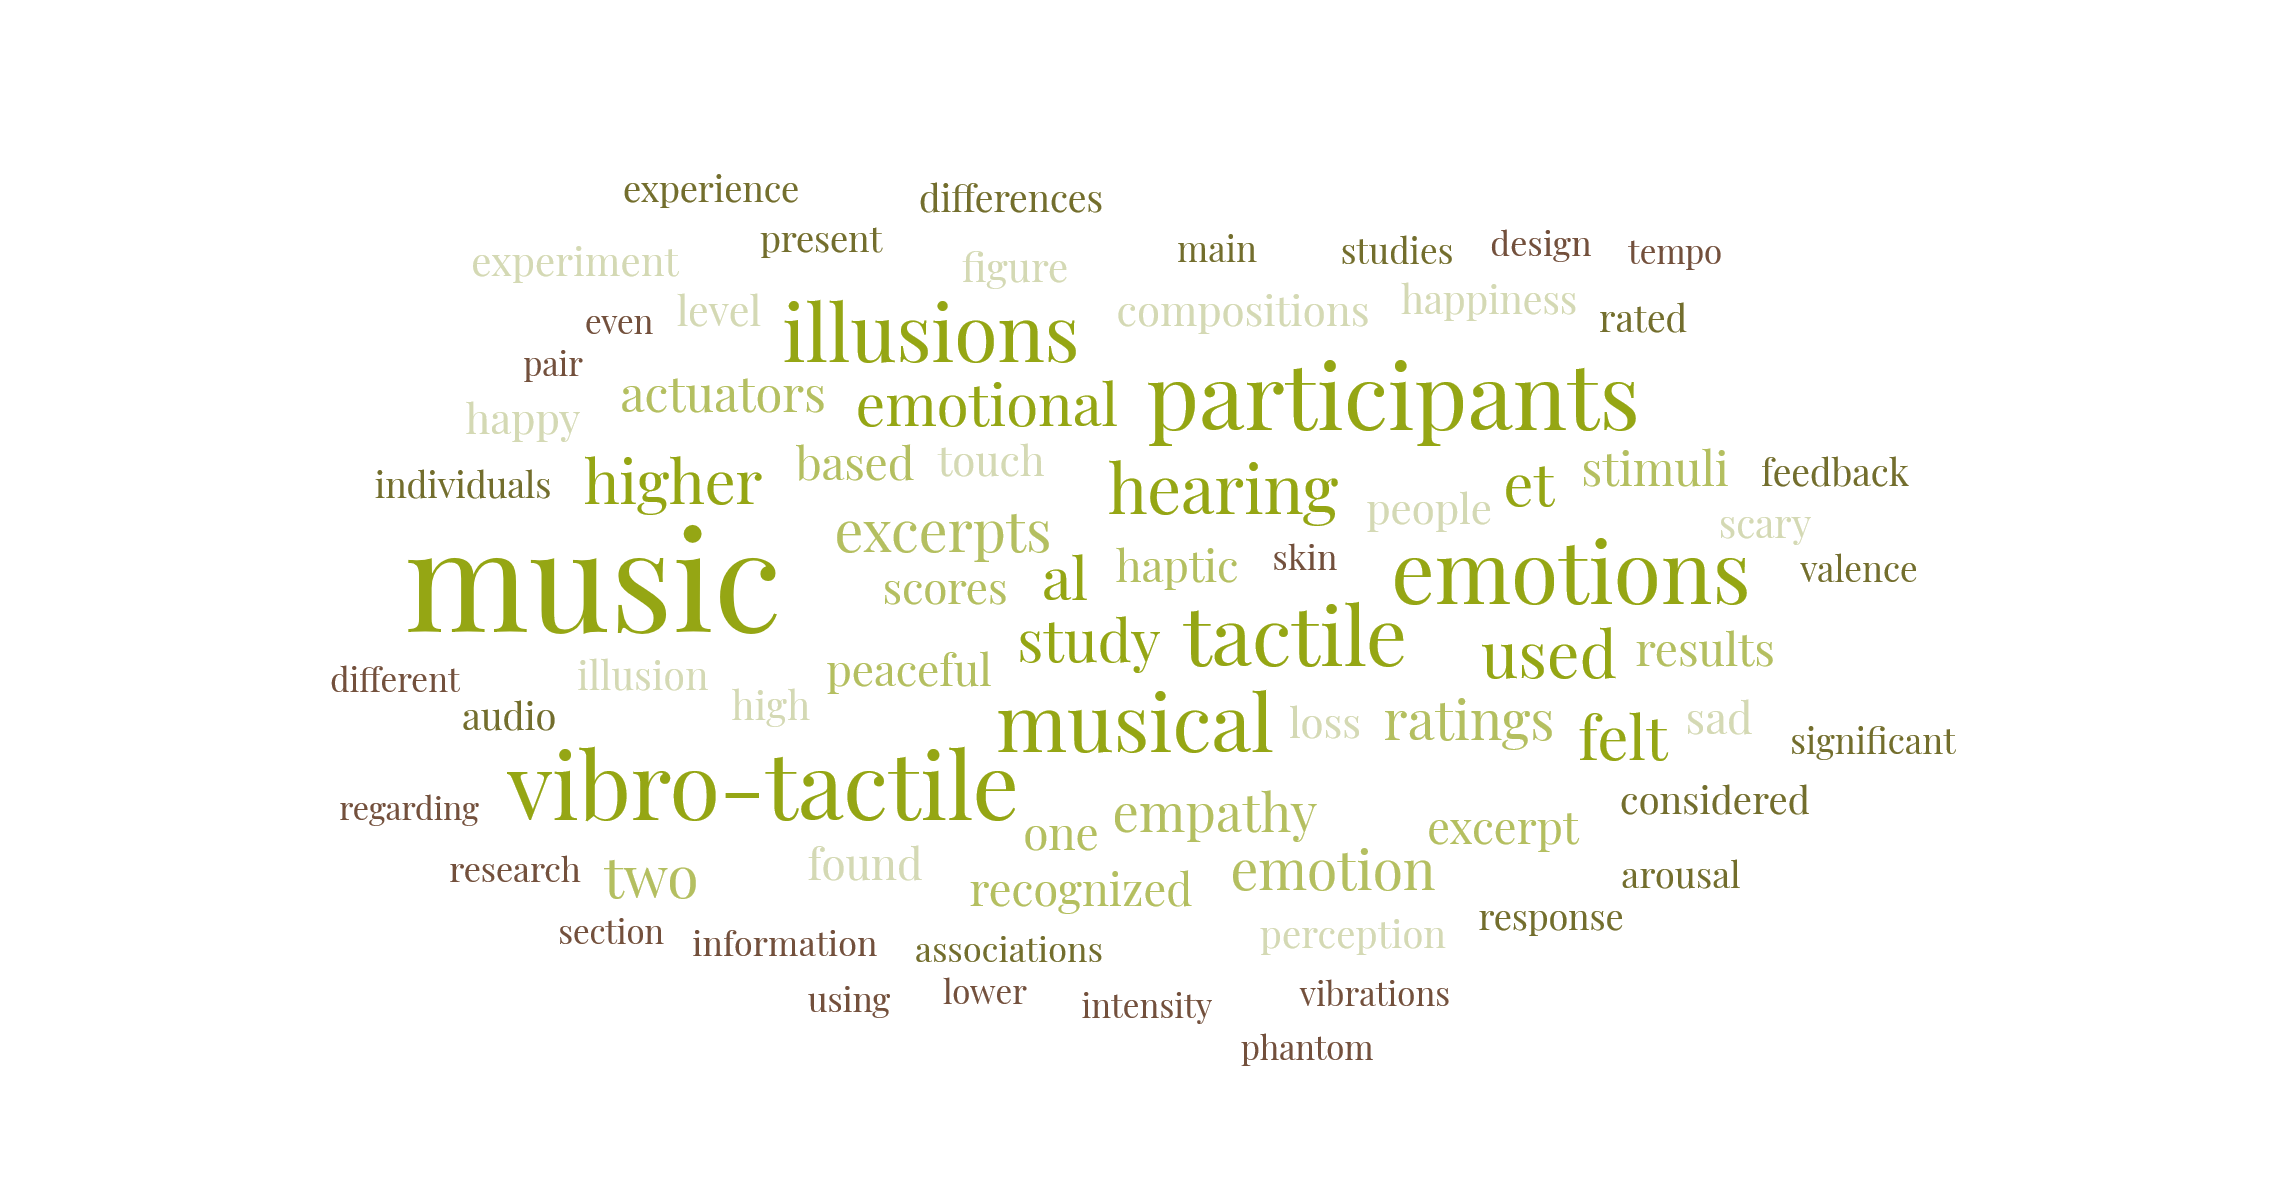 experience
differences
present
main
studies
design
tempo
experiment
figure
level
compositions
happiness
even
illusions
rated
pair
actuators
emotional
participants
happy
individuals
higher
based
touch
hearing
people
et
stimuli
feedback
scary
excerpts
music
scores
al
haptic
skin
emotions
valence
study
tactile
used
results
different
illusion
high
peaceful
audio
musical
loss
ratings
felt
sad
significant
vibro-tactile
regarding
one
empathy
excerpt
considered
research
two
found
recognized
emotion
arousal
section
information
associations
perception
response
using
lower
intensity
vibrations
phantom